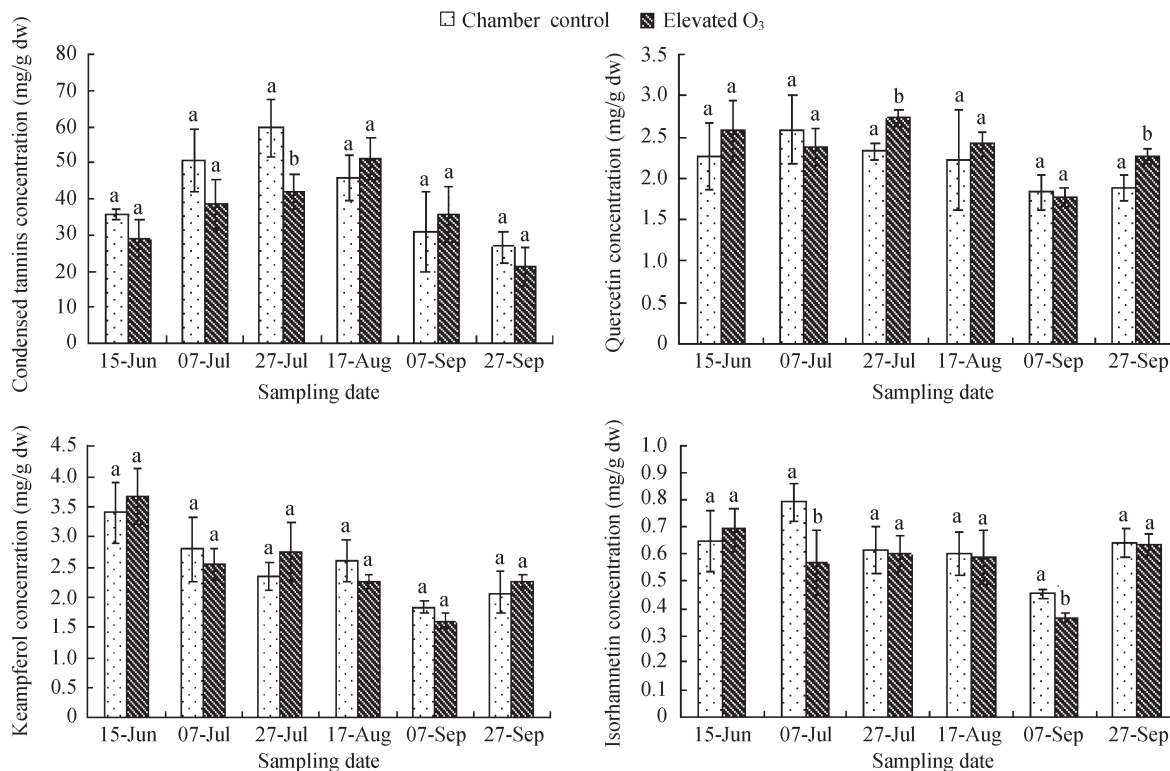 Chamber control Elevated O₃
Condensed tannins concentration (mg/g dw)
80
70
60
50
40
30
20
10
0
a a a a a b a a a a a a
15-Jun 07-Jul 27-Jul 17-Aug 07-Sep 27-Sep
Sampling date
Quercetin concentration (mg/g dw)
3.5
3.0
2.5
2.0
1.5
1.0
0.5
0
a a a a a b a a a a a b
15-Jun 07-Jul 27-Jul 17-Aug 07-Sep 27-Sep
Sampling date
Keampferol concentration (mg/g dw)
4.5
4.0
3.5
3.0
2.5
2.0
1.5
1.0
0.5
0
a a a a a a a a a a a a
15-Jun 07-Jul 27-Jul 17-Aug 07-Sep 27-Sep
Sampling date
Isorhamnetin concentration (mg/g dw)
1.0
0.9
0.8
0.7
0.6
0.5
0.4
0.3
0.2
0.1
0
a a a b a a a a a b a a
15-Jun 07-Jul 27-Jul 17-Aug 07-Sep 27-Sep
Sampling date